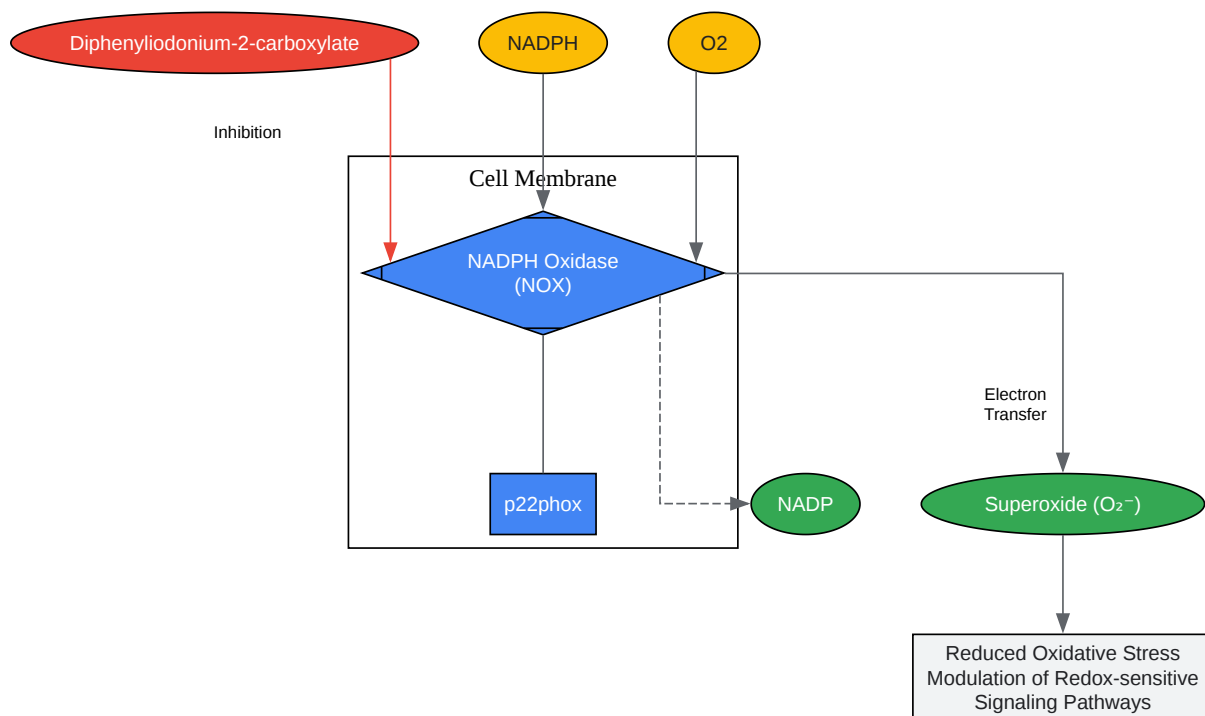 Diphenyliodonium-2-carboxylate
NADPH
O2
Inhibition
Cell Membrane
NADPH Oxidase
(NOX)
Electron
Transfer
p22phox
NADP
Superoxide (O₂⁻)
Reduced Oxidative Stress
Modulation of Redox-sensitive
Signaling Pathways